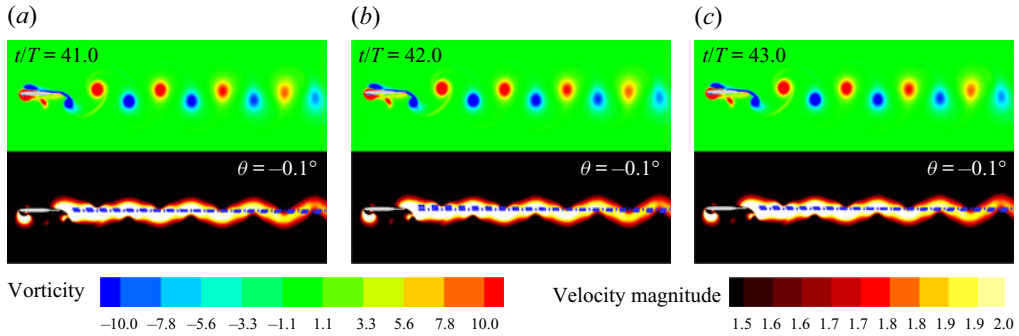 (a)
(b)
(c)
t/T = 41.0
t/T = 42.0
t/T = 43.0
θ = –0.1°
θ = –0.1°
θ = –0.1°
Vorticity
–10.0 –7.8 –5.6 –3.3 –1.1 1.1 3.3 5.6 7.8 10.0
Velocity magnitude
1.5 1.6 1.6 1.7 1.7 1.8 1.8 1.9 1.9 2.0